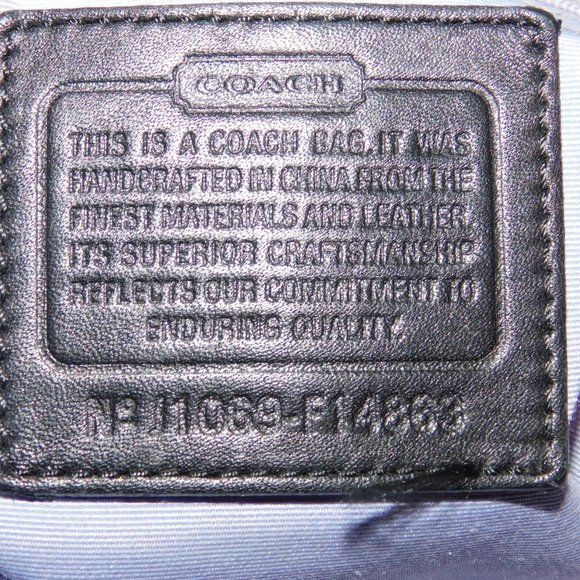 COACH
THIS IS A COACH BAG. IT WAS
HANDCRAFTED IN CHINA FROM THE
FINEST MATERIALS AND LEATHER.
ITS SUPERIOR CRAFTSMANSHIP
REFLECTS OUR COMMITMENT TO
ENDURING QUALITY.
Nº J1069-F14863